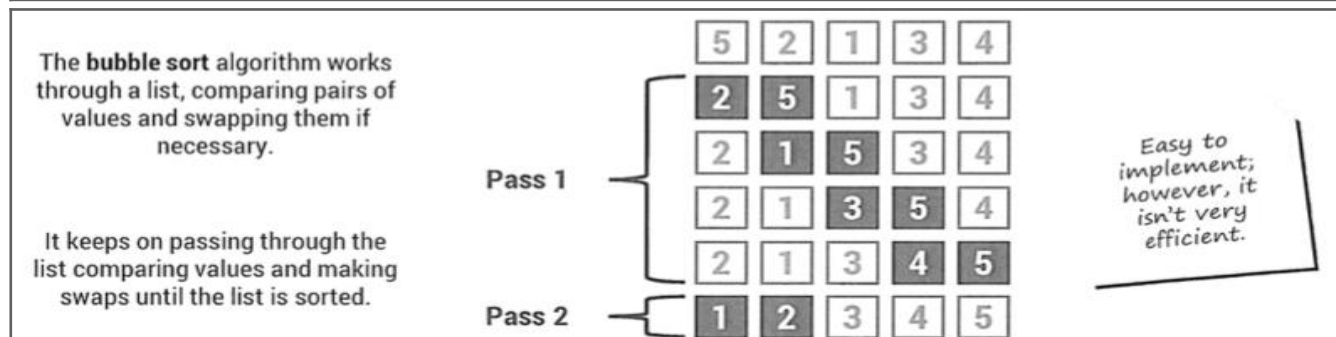 The bubble sort algorithm works
through a list, comparing pairs of
values and swapping them if
necessary.
It keeps on passing through the
list comparing values and making
swaps until the list is sorted.
5 2 1 3 4
Pass 1
2 5 1 3 4
2 1 5 3 4
2 1 3 5 4
2 1 3 4 5
Pass 2
1 2 3 4 5
Easy to
implement;
however, it
isn't very
efficient.